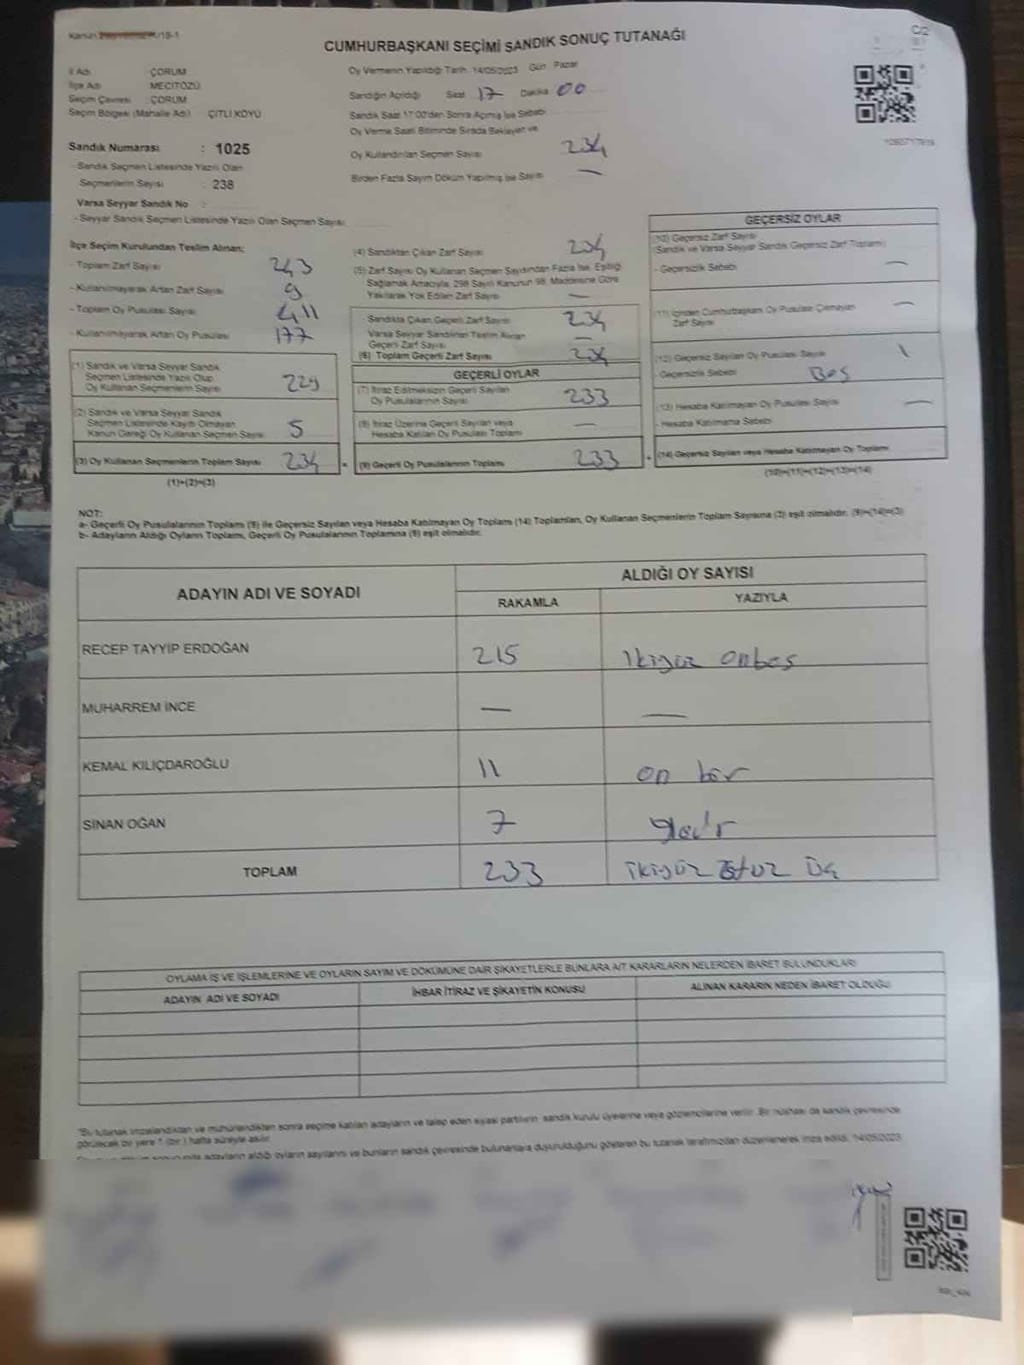 CUMHURBAŞKANI SEÇİMİ SANDIK SONUÇ TUTANAĞI
C/2
İl Adı : ÇORUM
İlçe Adı : MECİTÖZÜ
Seçim Çevresi : ÇORUM
Seçim Bölgesi (Mahalle Adı) ÇITLI KÖYÜ
Sandık Numarası : 1025
- Sandık Seçmen Listesinde Yazılı Olan
Seçmenlerin Sayısı : 238
Varsa Seyyar Sandık No :
- Seyyar Sandık Seçmen Listesinde Yazılı Olan Seçmen Sayısı:
Oy Vermenin Yapıldığı Tarih : 14/05/2023 Gün : Pazar
Sandığın Açıldığı Saat 17 Dakika 00
Sandık Saat 17:00'den Sonra Açılmış İse Sebebi
Oy Verme Saati Bitiminde Sırada Bekleyen ve
Oy Kullandırılan Seçmen Sayısı 234
Birden Fazla Sayım Döküm Yapılmış İse Sayısı —
İlçe Seçim Kurulundan Teslim Alınan:
- Toplam Zarf Sayısı 243
- Kullanılmayarak Artan Zarf Sayısı 9
- Toplam Oy Pusulası Sayısı 411
- Kullanılmayarak Artan Oy Pusulası 177
(1) Sandık ve Varsa Seyyar Sandık
Seçmen Listesinde Yazılı Olup
Oy Kullanan Seçmenlerin Sayısı 229
(2) Sandık ve Varsa Seyyar Sandık
Seçmen Listesinde Kayıtlı Olmayan
Kanun Gereği Oy Kullanan Seçmen Sayısı 5
(3) Oy Kullanan Seçmenlerin Toplam Sayısı 234
(1)+(2)=(3)
(4) Sandıktan Çıkan Zarf Sayısı 234
(5) Zarf Sayısı Oy Kullanan Seçmen Sayısından Fazla İse, Eşitliği
Sağlamak Amacıyla, 298 Sayılı Kanunun 98. Maddesine Göre
Yakılarak Yok Edilen Zarf Sayısı —
Sandıkta Çıkan Geçerli Zarf Sayısı 234
Varsa Seyyar Sandıktan Teslim Alınan
Geçerli Zarf Sayısı —
(6) Toplam Geçerli Zarf Sayısı 234
GEÇERLİ OYLAR
(7) İtiraz Edilmeksizin Geçerli Sayılan
Oy Pusulalarının Sayısı 233
(8) İtiraz Üzerine Geçerli Sayılan veya
Hesaba Katılan Oy Pusulası Toplamı —
(9) Geçerli Oy Pusulalarının Toplamı 233
GEÇERSİZ OYLAR
(10) Geçersiz Zarf Sayısı
(Sandık ve Varsa Seyyar Sandık Geçersiz Zarf Toplamı)
- Geçersizlik Sebebi —
(11) İçinden Cumhurbaşkanı Oy Pusulası Çıkmayan
Zarf Sayısı —
(12) Geçersiz Sayılan Oy Pusulası Sayısı 1
- Geçersizlik Sebebi Boş
(13) Hesaba Katılmayan Oy Pusulası Sayısı —
- Hesaba Katılmama Sebebi
(14) Geçersiz Sayılan veya Hesaba Katılmayan Oy Toplamı
(10)+(11)+(12)+(13)=(14)
NOT:
a- Geçerli Oy Pusulalarının Toplamı (9) ile Geçersiz Sayılan veya Hesaba Katılmayan Oy Toplam (14) Toplamları, Oy Kullanan Seçmenlerin Toplam Sayısına (3) eşit olmalıdır. (9)+(14)=(3)
b- Adayların Aldığı Oyların Toplamı, Geçerli Oy Pusulalarının Toplamına (9) eşit olmalıdır.
ADAYIN ADI VE SOYADI
ALDIĞI OY SAYISI
RAKAMLA YAZIYLA
RECEP TAYYİP ERDOĞAN 215 İkiyüz onbeş
MUHARREM İNCE — —
KEMAL KILIÇDAROĞLU 11 on bir
SİNAN OĞAN 7
TOPLAM 233 ikiyüz otuz üç
OYLAMA İŞ VE İŞLEMLERİNE VE OYLARIN SAYIM VE DÖKÜMÜNE DAİR ŞİKAYETLERLE BUNLARA AİT KARARLARIN NELERDEN İBARET BULUNDUKLARI
ADAYIN ADI VE SOYADI İHBAR İTİRAZ VE ŞİKAYETİN KONUSU ALINAN KARARIN NEDEN İBARET OLDUĞU
"Bu tutanak imzalandıktan ve mühürlendikten sonra seçime katılan adayların ve talep eden siyasi partilerin sandık kurulu üyelerine veya gözlemcilerine verilir. Bir nüshası da sandık çevresinde
görülecek bir yere 1 (bir) hafta süreyle asılır.
adayların aldığı oyların sayılarını ve bunların sandık çevresinde bulunanlara duyurulduğunu gösteren bu tutanak tarafımızdan düzenlenerek imza edildi. 14/05/2023